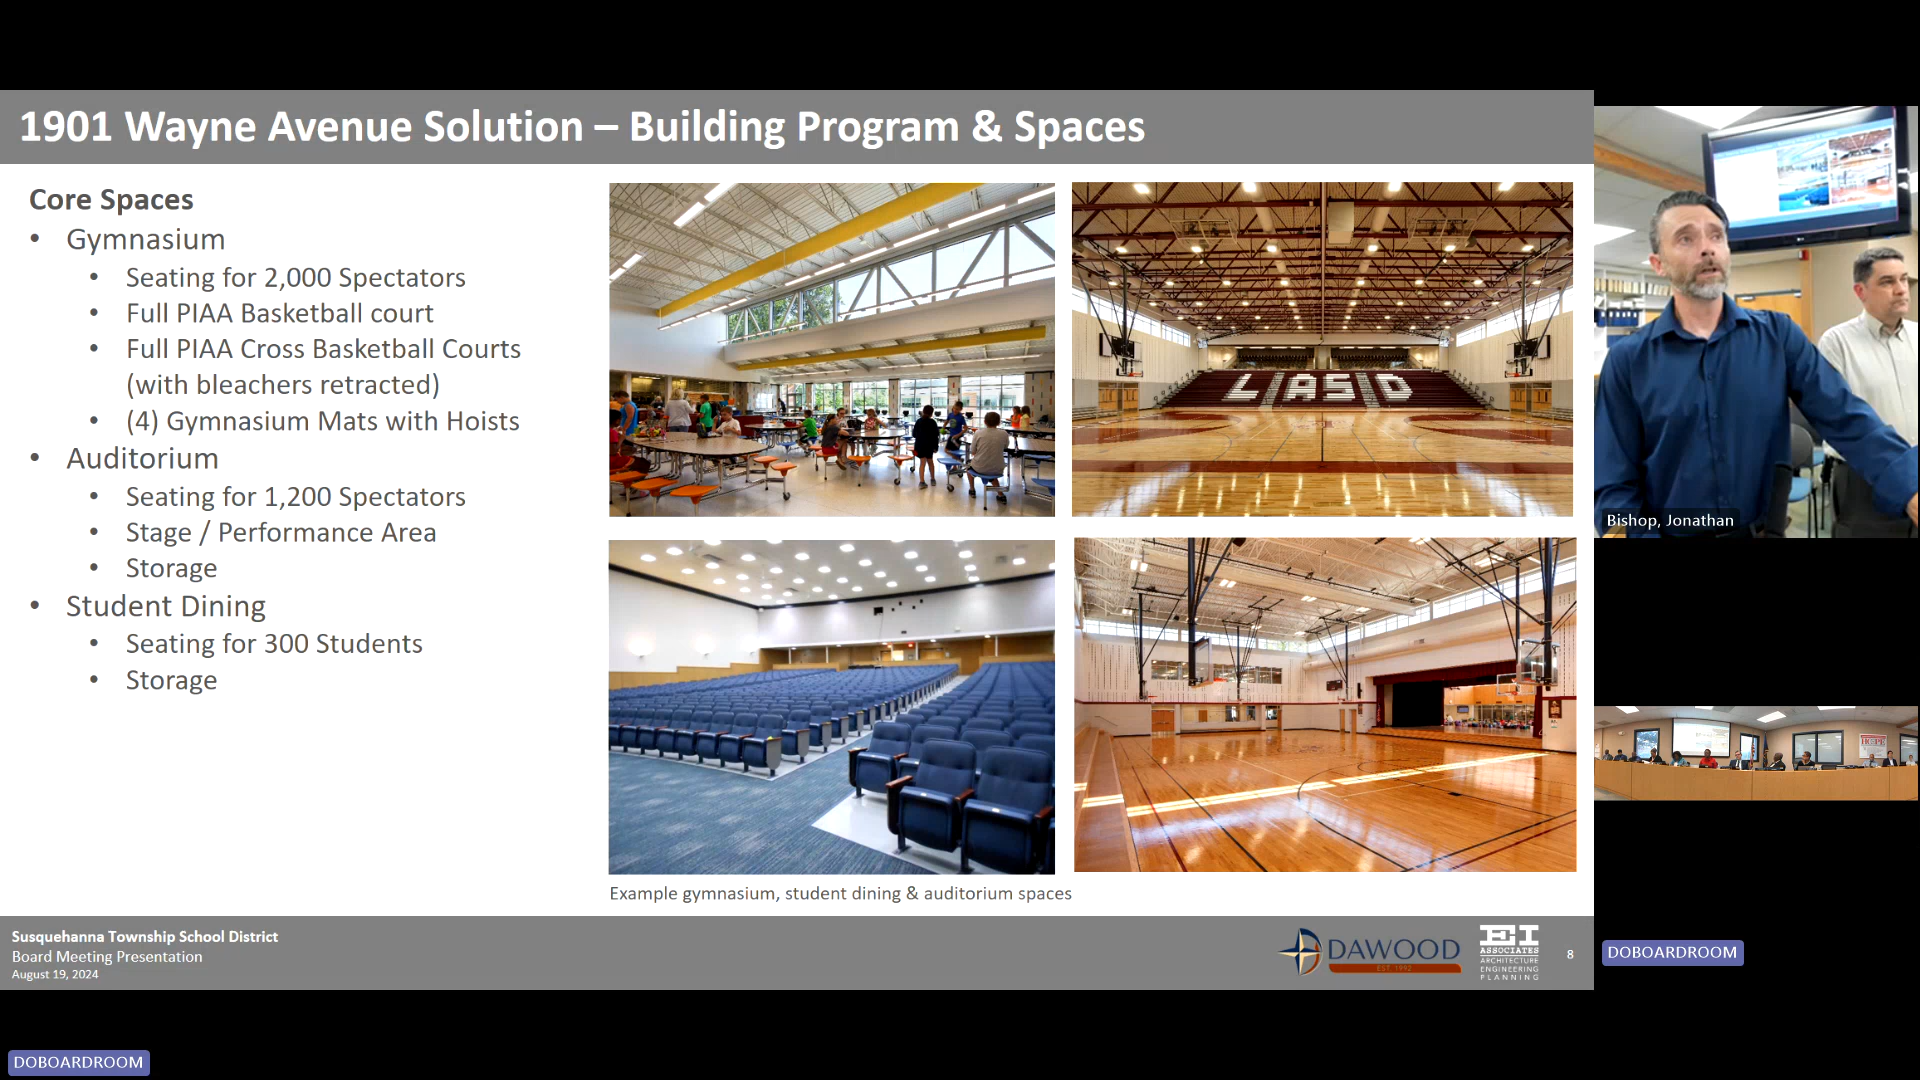 1901 Wayne Avenue Solution – Building Program & Spaces
Core Spaces
• Gymnasium
• Seating for 2,000 Spectators
• Full PIAA Basketball court
• Full PIAA Cross Basketball Courts
(with bleachers retracted)
• (4) Gymnasium Mats with Hoists
• Auditorium
• Seating for 1,200 Spectators
• Stage / Performance Area
• Storage
• Student Dining
• Seating for 300 Students
• Storage
LASD
Example gymnasium, student dining & auditorium spaces
Susquehanna Township School District
Board Meeting Presentation
August 19, 2024
DAWOOD
EST. 1992
EI
ASSOCIATES
ARCHITECTURE
ENGINEERING
PLANNING
8
Bishop, Jonathan
DOBOARDROOM
DOBOARDROOM